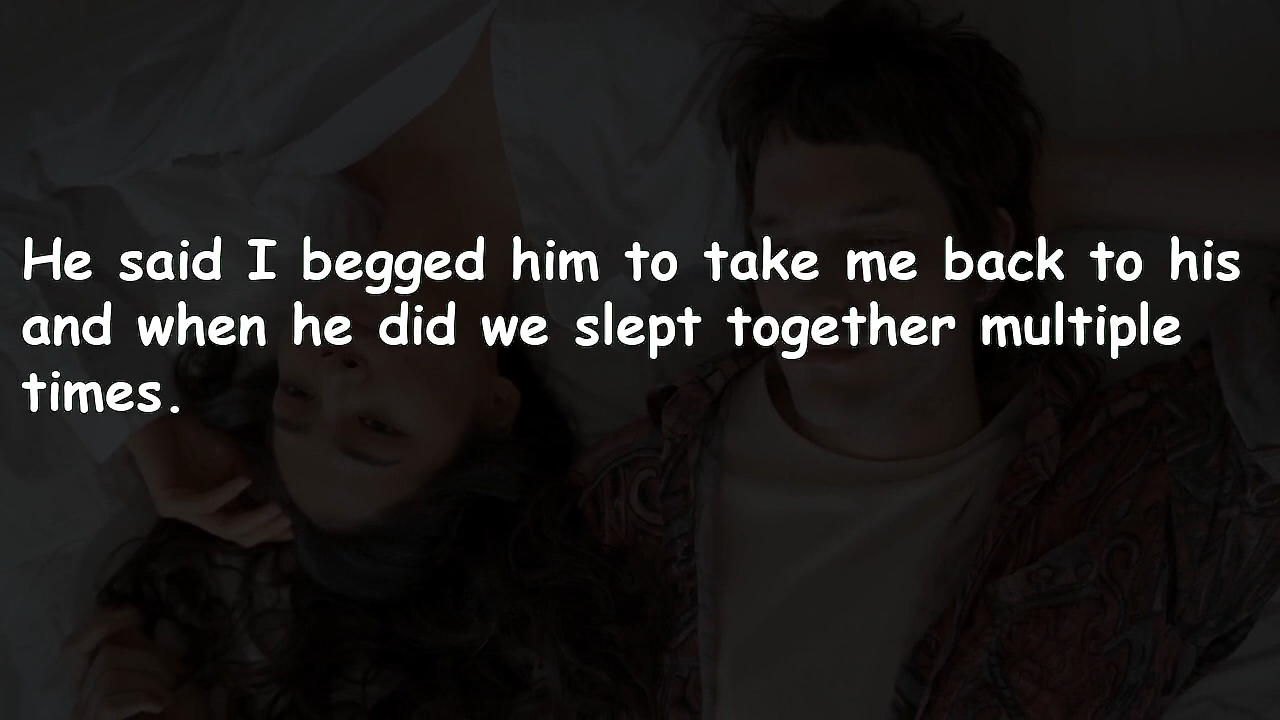 He said I begged him to take me back to his
and when he did we slept together multiple
times.